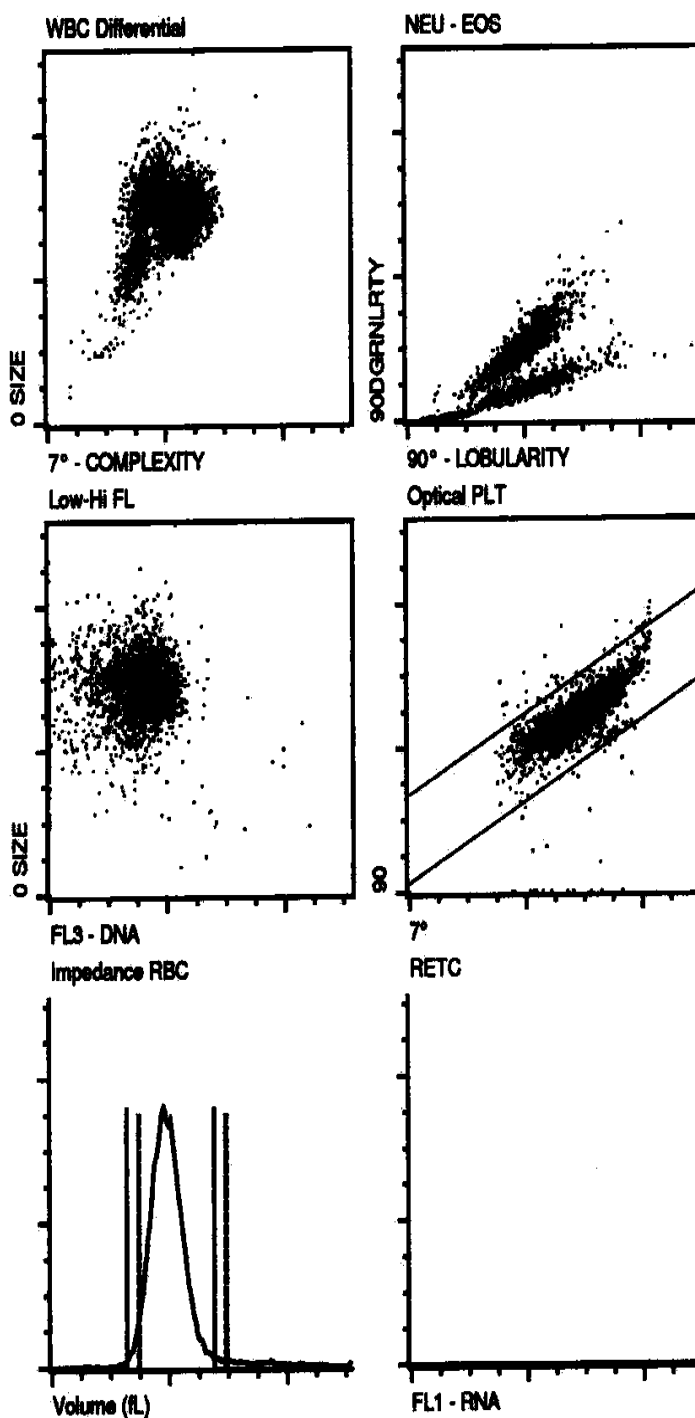 WBC Differential
NEU - EOS
0 SIZE
90DGRNLRTY
7° - COMPLEXITY
90° - LOBULARITY
Low-Hi FL
Optical PLT
0 SIZE
90
FL3 - DNA
7°
Impedance RBC
RETC
Volume (fL)
FL1 - RNA